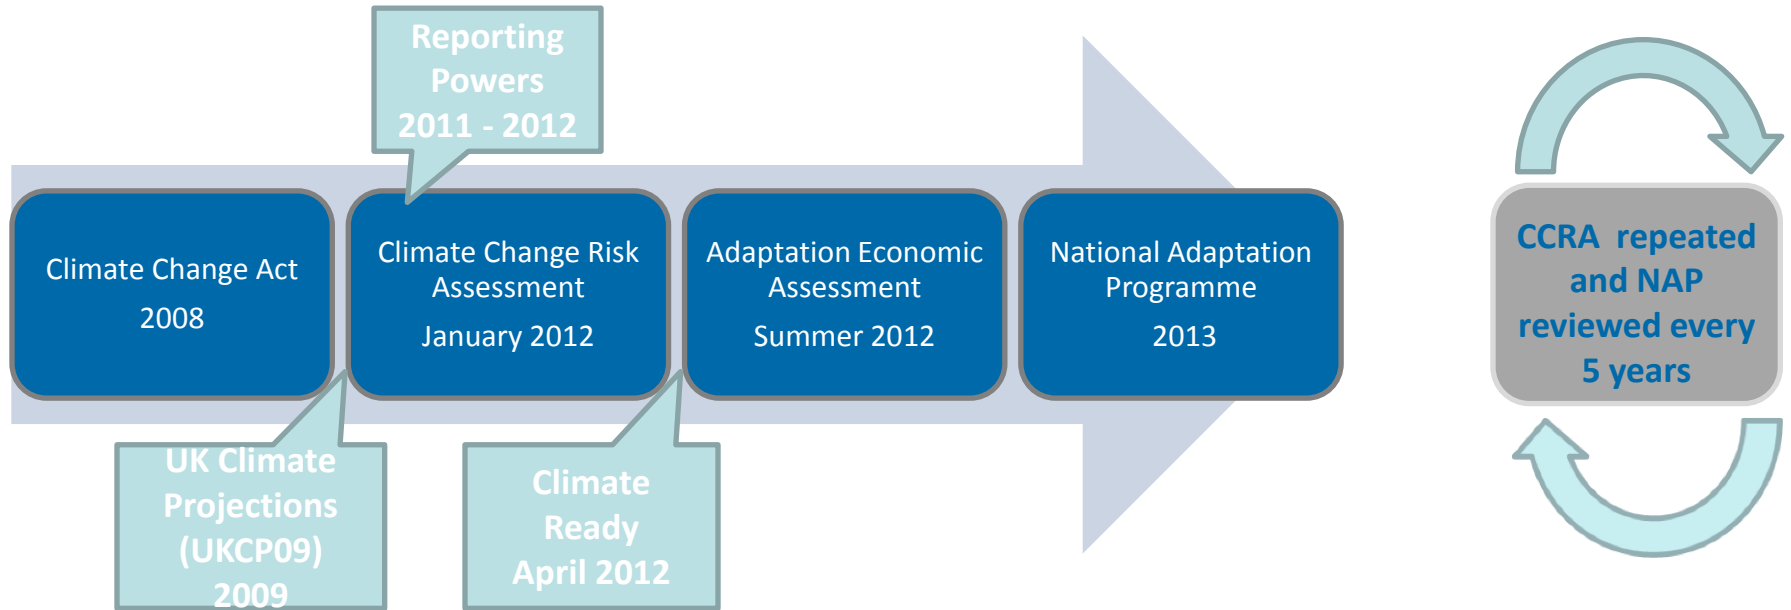 Reporting
Powers
2011 - 2012
Climate Change Act
2008
Climate Change Risk
Assessment
January 2012
Adaptation Economic
Assessment
Summer 2012
National Adaptation
Programme
2013
CCRA repeated
and NAP
reviewed every
5 years
UK Climate
Projections
(UKCP09)
2009
Climate
Ready
April 2012